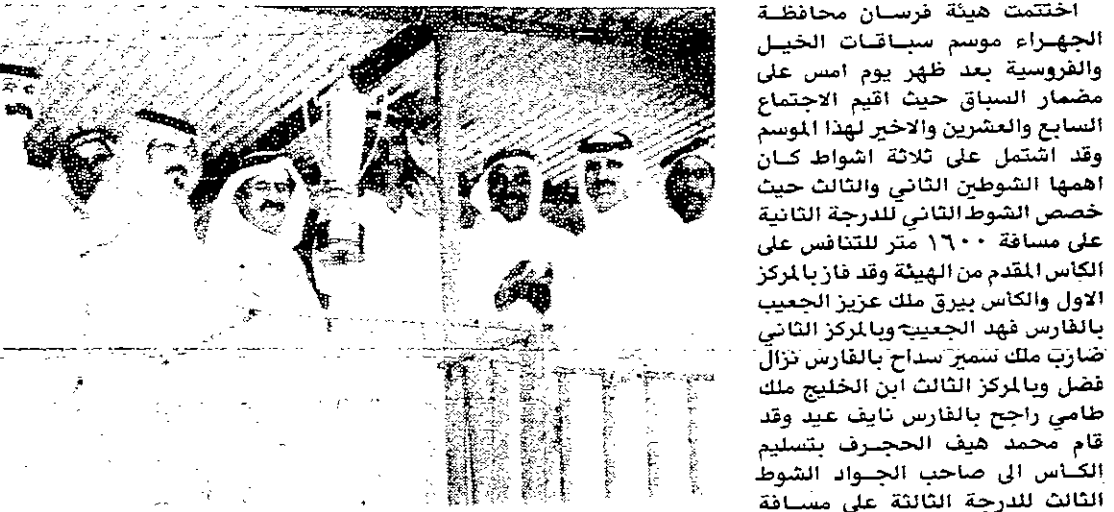 اختتمت هيئة فرسان محافظة
الجهراء موسم سباقات الخيل
والفروسية بعد ظهر يوم امس على
مضمار السباق حيث اقيم الاجتماع
السابع والعشرين والاخير لهذا الموسم
وقد اشتمل على ثلاثة اشواط كان
اهمها الشوطين الثاني والثالث حيث
خصص الشوط الثاني للدرجة الثانية
على مسافة ١٦٠٠ متر للتنافس على
الكأس المقدم من الهيئة وقد فاز بالمركز
الاول والكأس بيرق ملك عزيز الجعيب
بالفارس فهد الجعيب وبالمركز الثاني
ضارب ملك سمير سداح بالفارس نزال
فضل وبالمركز الثالث ابن الخليج ملك
طامي راجح بالفارس نايف عيد وقد
قام محمد هيف الحجرف بتسليم
الكأس الى صاحب الجواد الشوط
الثالث للدرجة الثالثة على مسافة